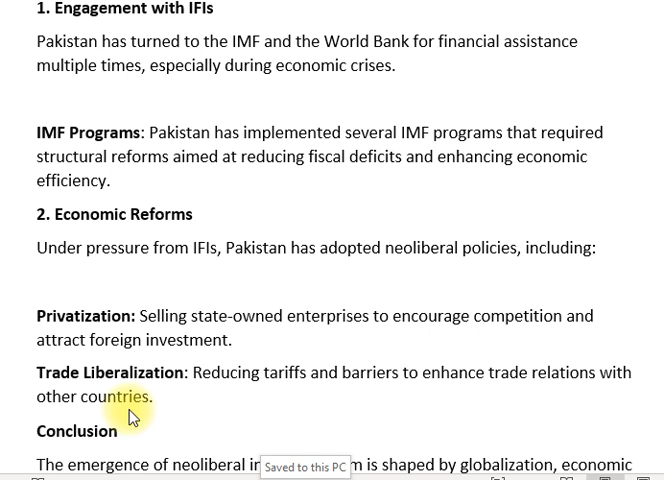 1. Engagement with IFIs
Pakistan has turned to the IMF and the World Bank for financial assistance
multiple times, especially during economic crises.
IMF Programs: Pakistan has implemented several IMF programs that required
structural reforms aimed at reducing fiscal deficits and enhancing economic
efficiency.
2. Economic Reforms
Under pressure from IFIs, Pakistan has adopted neoliberal policies, including:
Privatization: Selling state-owned enterprises to encourage competition and
attract foreign investment.
Trade Liberalization: Reducing tariffs and barriers to enhance trade relations with
other countries.
Conclusion
The emergence of neoliberal is shaped by globalization, economic
Saved to this PC